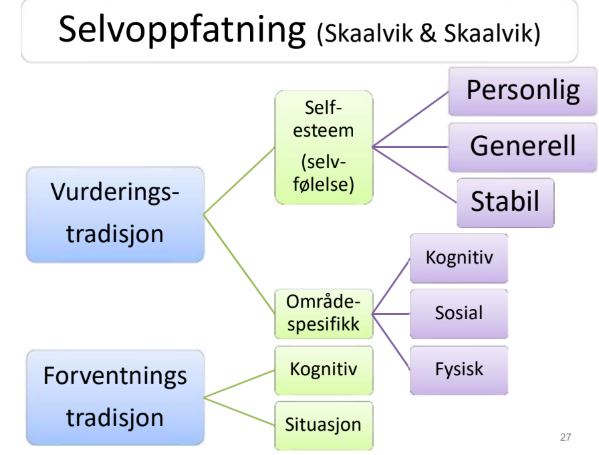 Selvoppfatning (Skaalvik & Skaalvik)
Vurderings-
tradisjon
Self-
esteem
(selv-
følelse)
Personlig
Generell
Stabil
Område-
spesifikk
Kognitiv
Sosial
Fysisk
Forventnings
tradisjon
Kognitiv
Situasjon
27